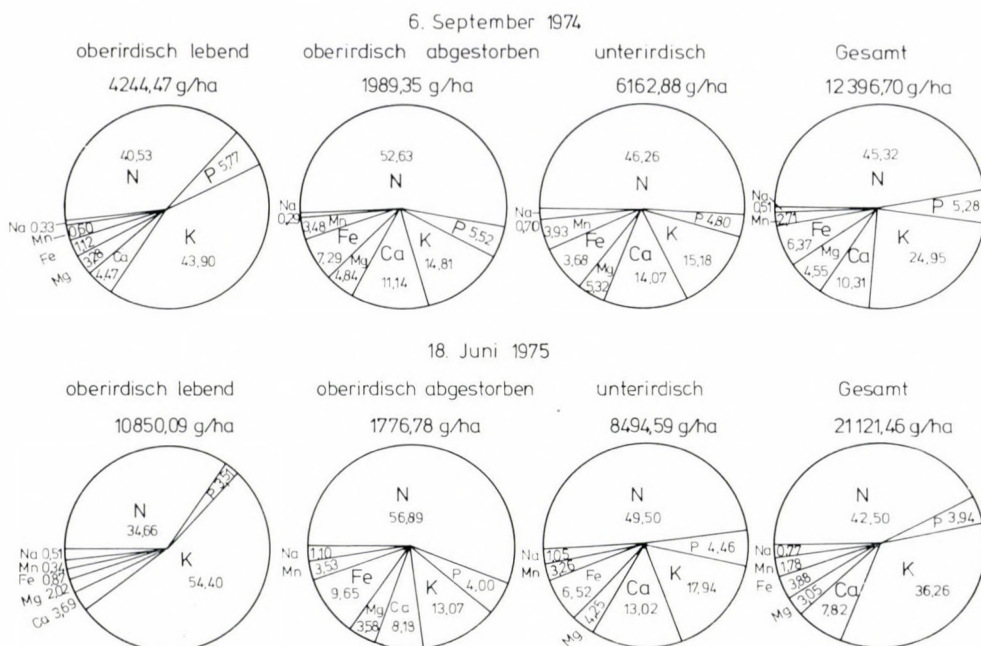 6. September 1974
oberirdisch lebend
4244,47 g/ha
40,53
N
P 5,77
K
43,90
Na 0,33
Mn 0,60
Fe 1,12
Mg 3,28
Ca 4,47
oberirdisch abgestorben
1989,35 g/ha
52,63
N
P 5,52
K
14,81
Ca
11,14
Mg 4,84
Fe 7,29
Mn 3,48
Na 0,29
unterirdisch
6162,88 g/ha
46,26
N
P 4,80
K
15,18
Ca
14,07
Mg 5,32
3,68
Mn 3,93
Na 0,70
Gesamt
12396,70 g/ha
45,32
N
P 5,28
K
24,95
Ca
10,31
Mg 4,55
Fe 6,37
Mn 2,71
Na 0,51
18. Juni 1975
oberirdisch lebend
10850,09 g/ha
N
34,66
P 3,51
K
54,40
Na 0,51
Mn 0,34
Fe 0,87
Mg 2,02
Ca 3,69
oberirdisch abgestorben
1776,78 g/ha
N
56,89
P 4,00
K
13,07
Ca
8,18
Mg 3,58
Fe 9,65
Mn 3,53
Na 1,10
unterirdisch
8494,59 g/ha
N
49,50
P 4,46
K
17,94
Ca
13,02
Mg 4,25
Fe 6,52
Mn 3,26
Na 1,05
Gesamt
21121,46 g/ha
N
42,50
P 3,94
K
36,26
Ca
7,82
Mg 3,05
Fe 3,88
Mn 1,78
Na 0,77